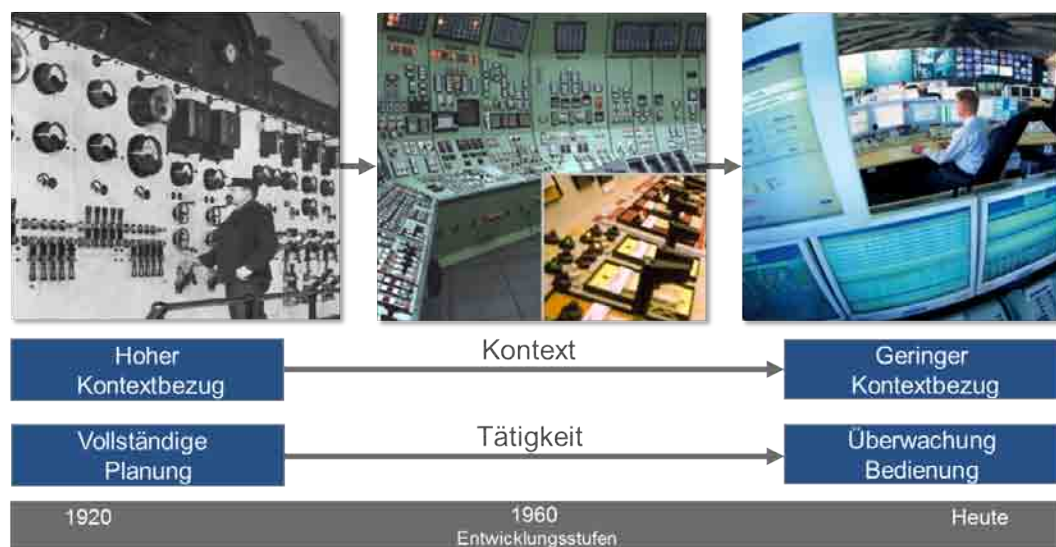 Hoher
Kontextbezug
Kontext
Geringer
Kontextbezug
Vollständige
Planung
Tätigkeit
Überwachung
Bedienung
1920
1960
Heute
Entwicklungsstufen